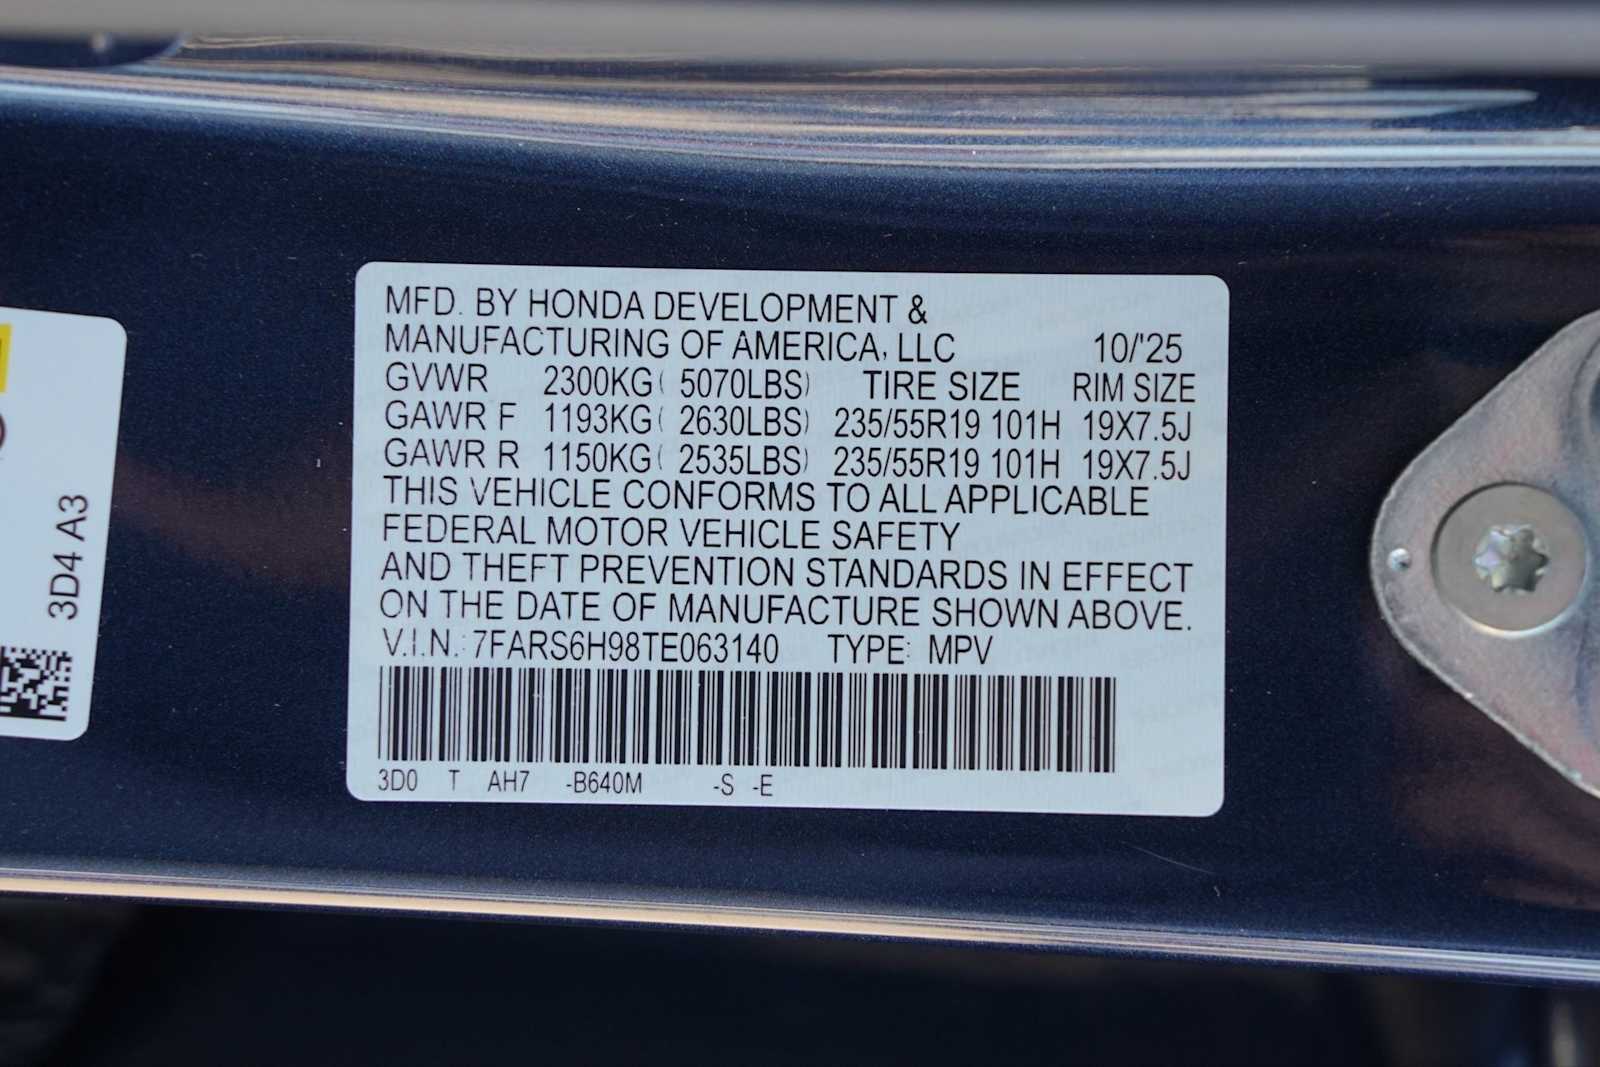 MFD. BY HONDA DEVELOPMENT &
MANUFACTURING OF AMERICA, LLC 10/'25
GVWR 2300KG( 5070LBS) TIRE SIZE RIM SIZE
GAWR F 1193KG( 2630LBS) 235/55R19 101H 19X7.5J
GAWR R 1150KG( 2535LBS) 235/55R19 101H 19X7.5J
THIS VEHICLE CONFORMS TO ALL APPLICABLE
FEDERAL MOTOR VEHICLE SAFETY
AND THEFT PREVENTION STANDARDS IN EFFECT
ON THE DATE OF MANUFACTURE SHOWN ABOVE.
V.I.N.: 7FARS6H98TE063140 TYPE: MPV
3D0 T AH7 -B640M -S -E
3D4 A3